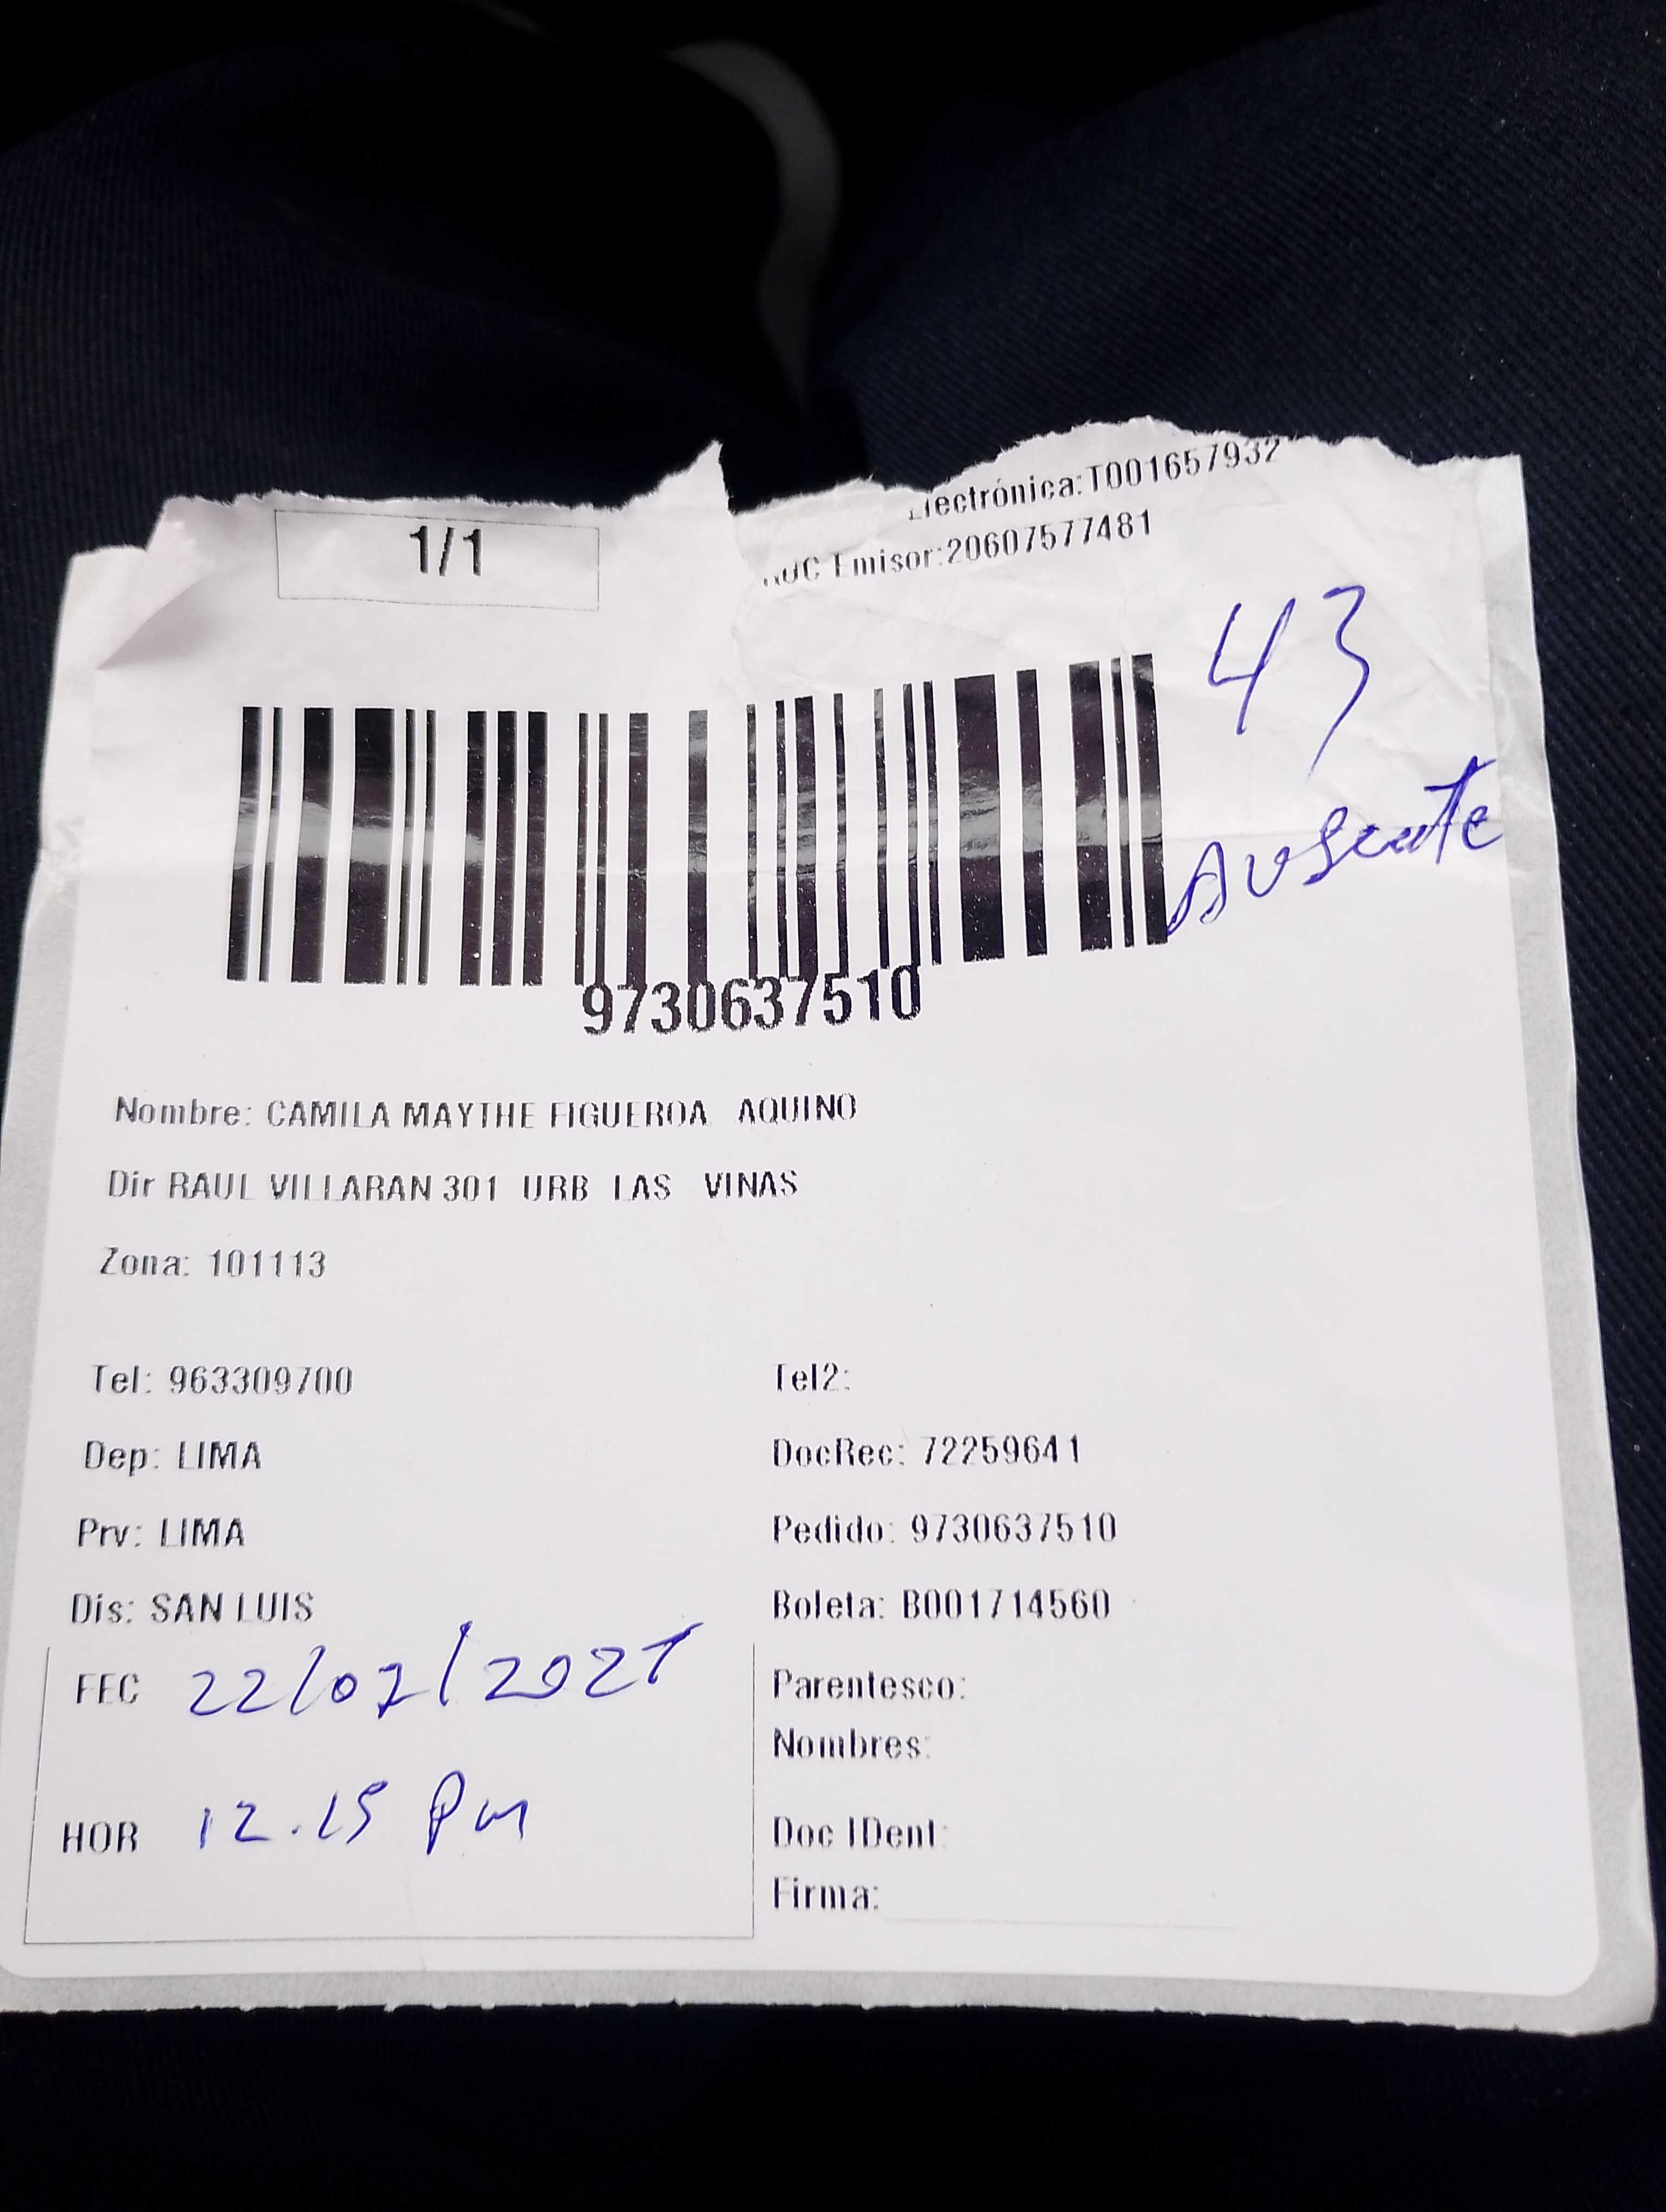 Electrónica:T001657932
1/1
RUC Emisor:20607577481
43
Ausente
9730637510
Nombre: CAMILA MAYTHE FIGUEROA AQUINO
Dir RAUL VILLARAN 301 URB LAS VINAS
Zona: 101113
Tel: 963309700
Tel2:
Dep: LIMA
DocRec: 72259641
Prv: LIMA
Pedido: 9730637510
Dis: SAN LUIS
Boleta: B001714560
FEC 22/07/2021
Parentesco:
Nombres:
HOR 12.15 Pm
Doc IDent:
Firma: